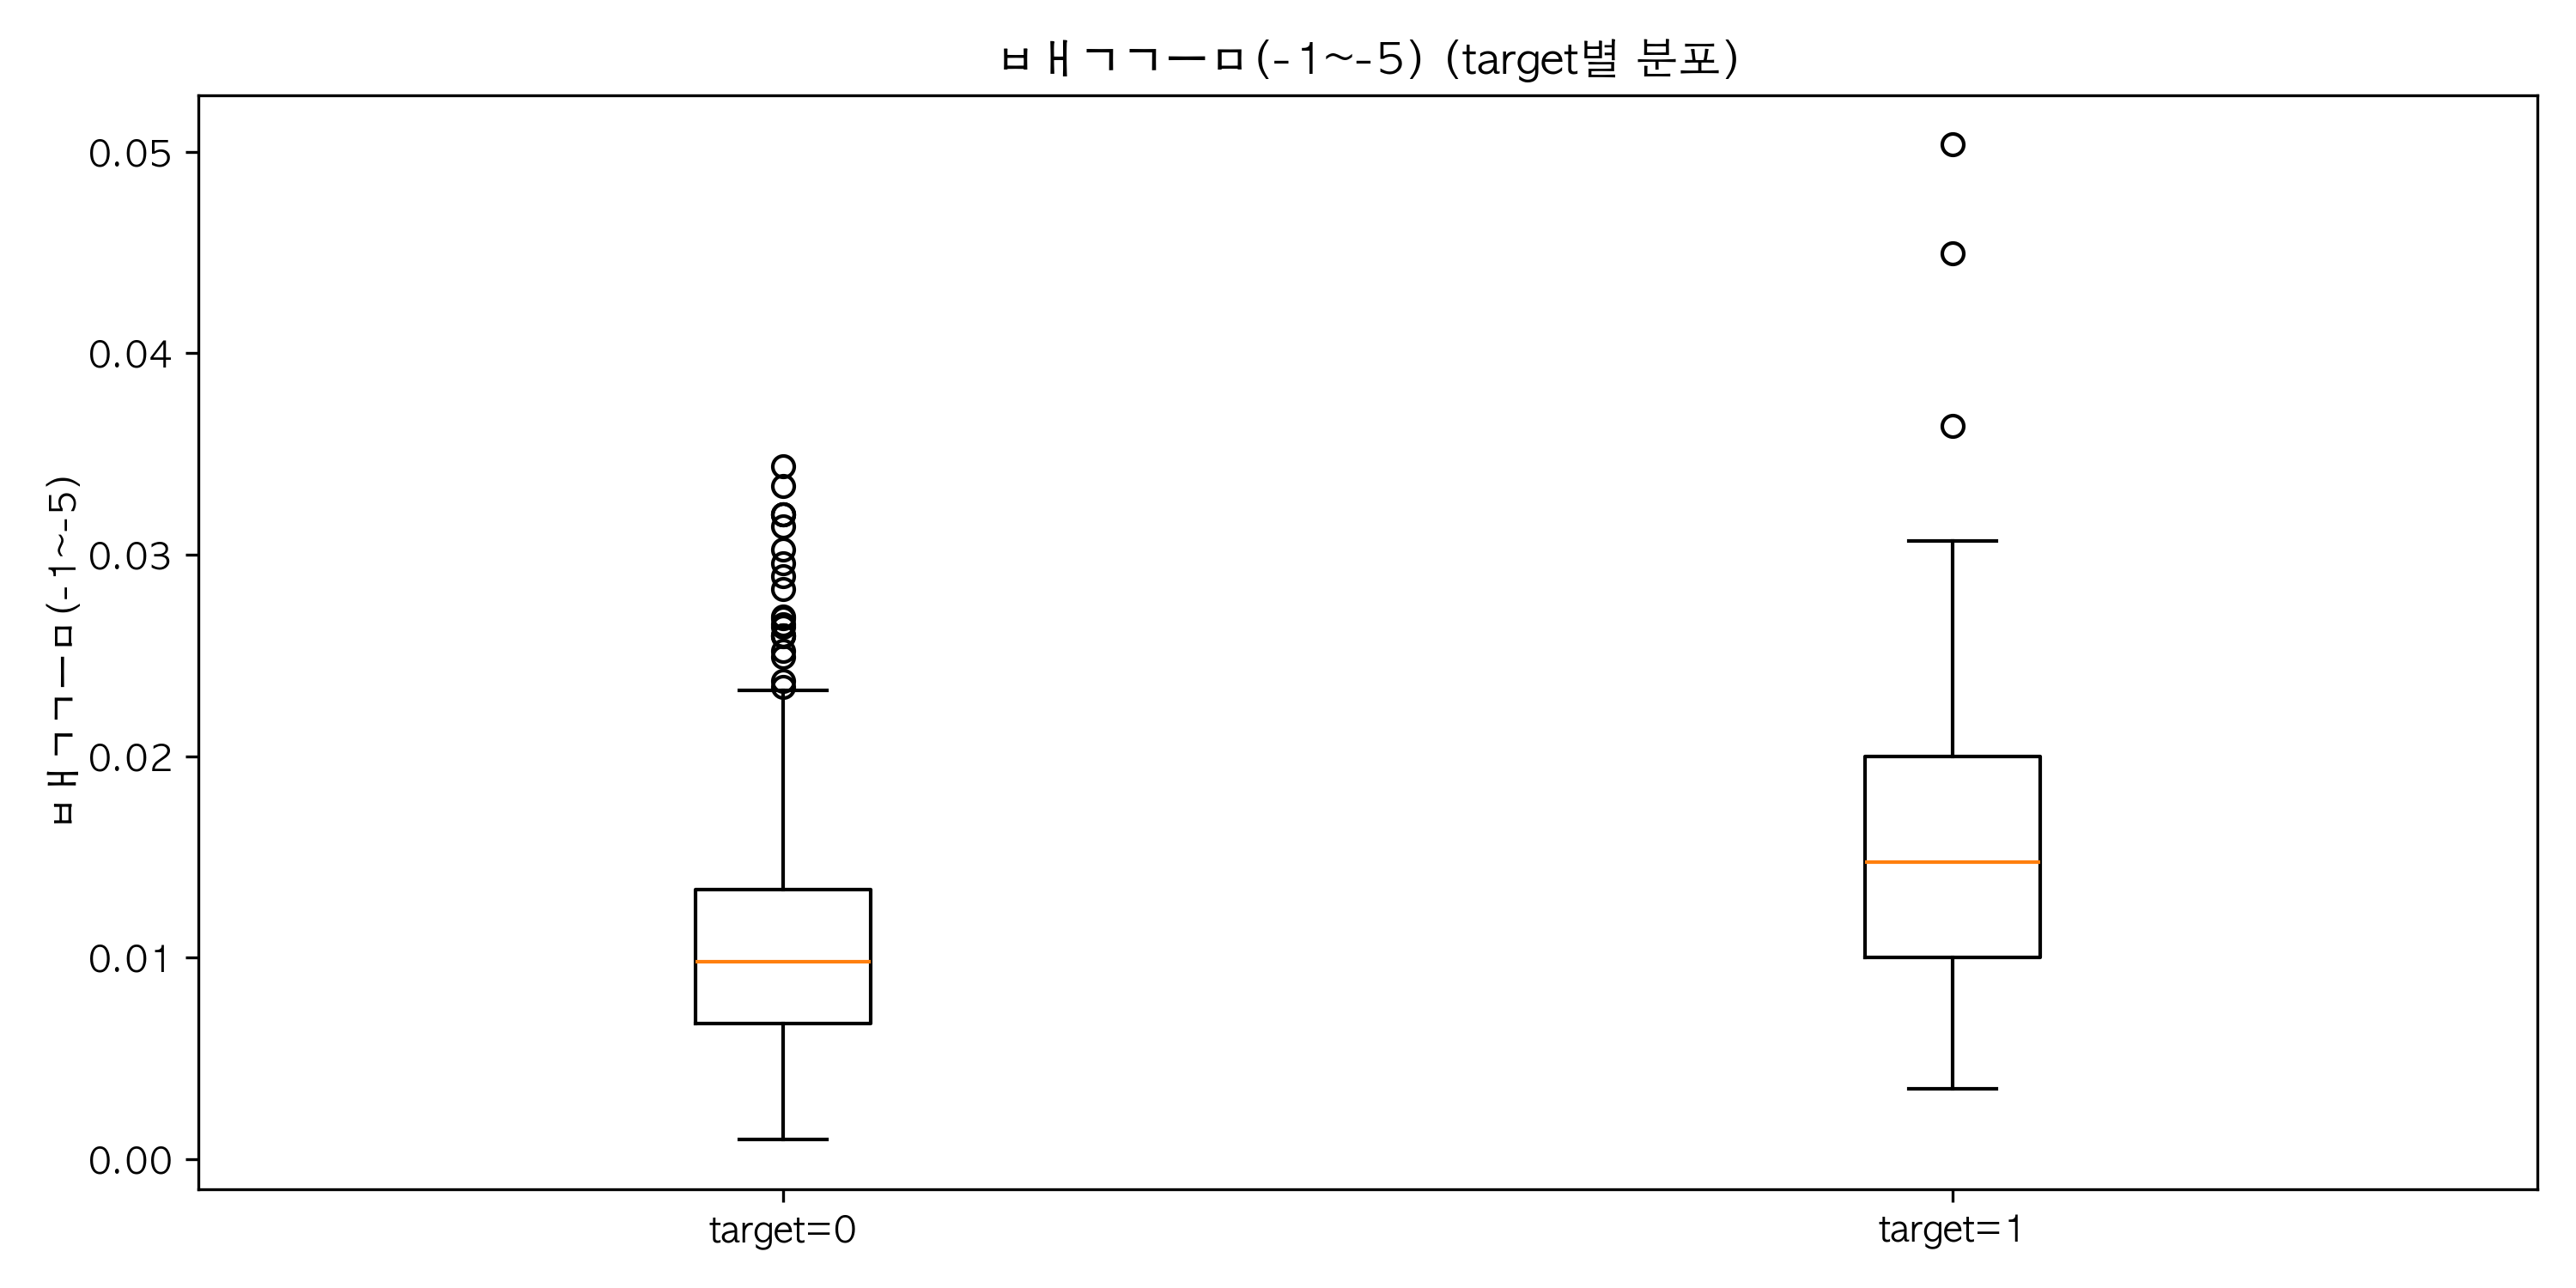 ㅂㅐㄱㄱㅡㅁ(-1~-5) (target별 분포)
ㅂㅐㄱㄱㅡㅁ(-1~-5)
0.05
0.04
0.03
0.02
0.01
0.00
target=0
target=1